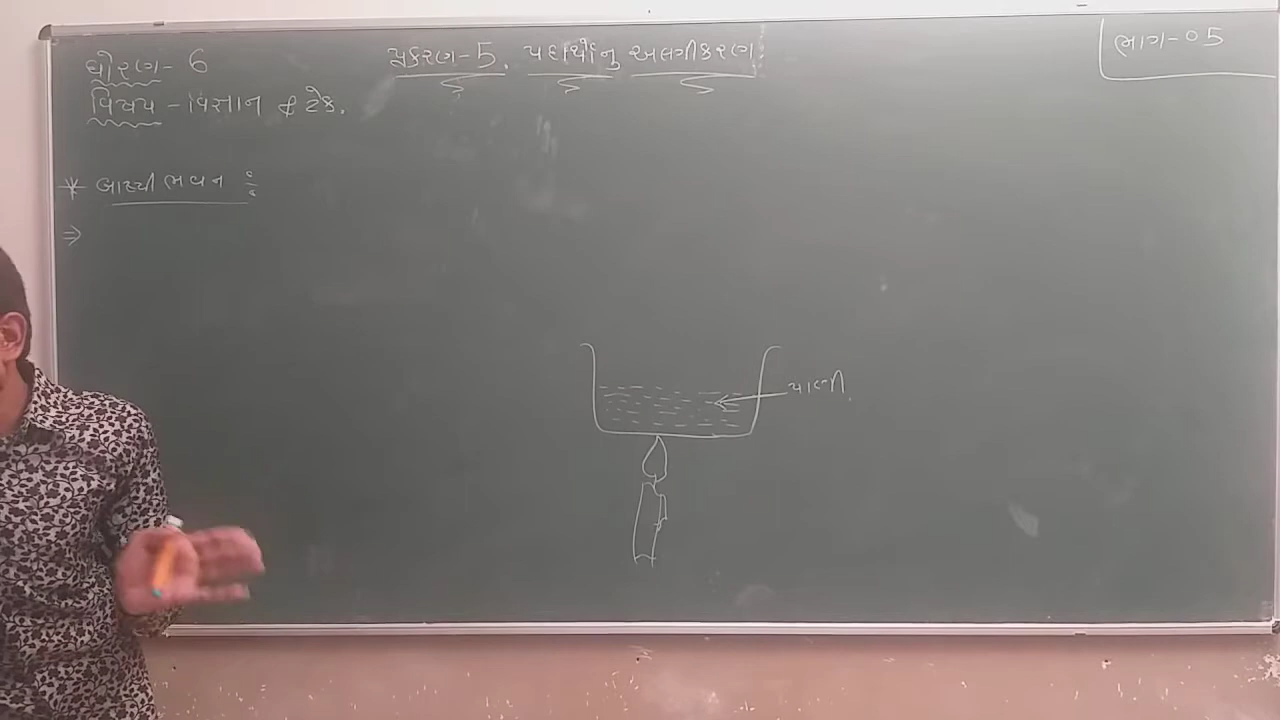 ધોરણ - 6
પ્રકરણ - 5. પદાર્થોનું અલગીકરણ.
ભાગ - 05
વિષય - વિજ્ઞાન & ટેક.
* બાષ્પીભવન :
⇒
પાણી.